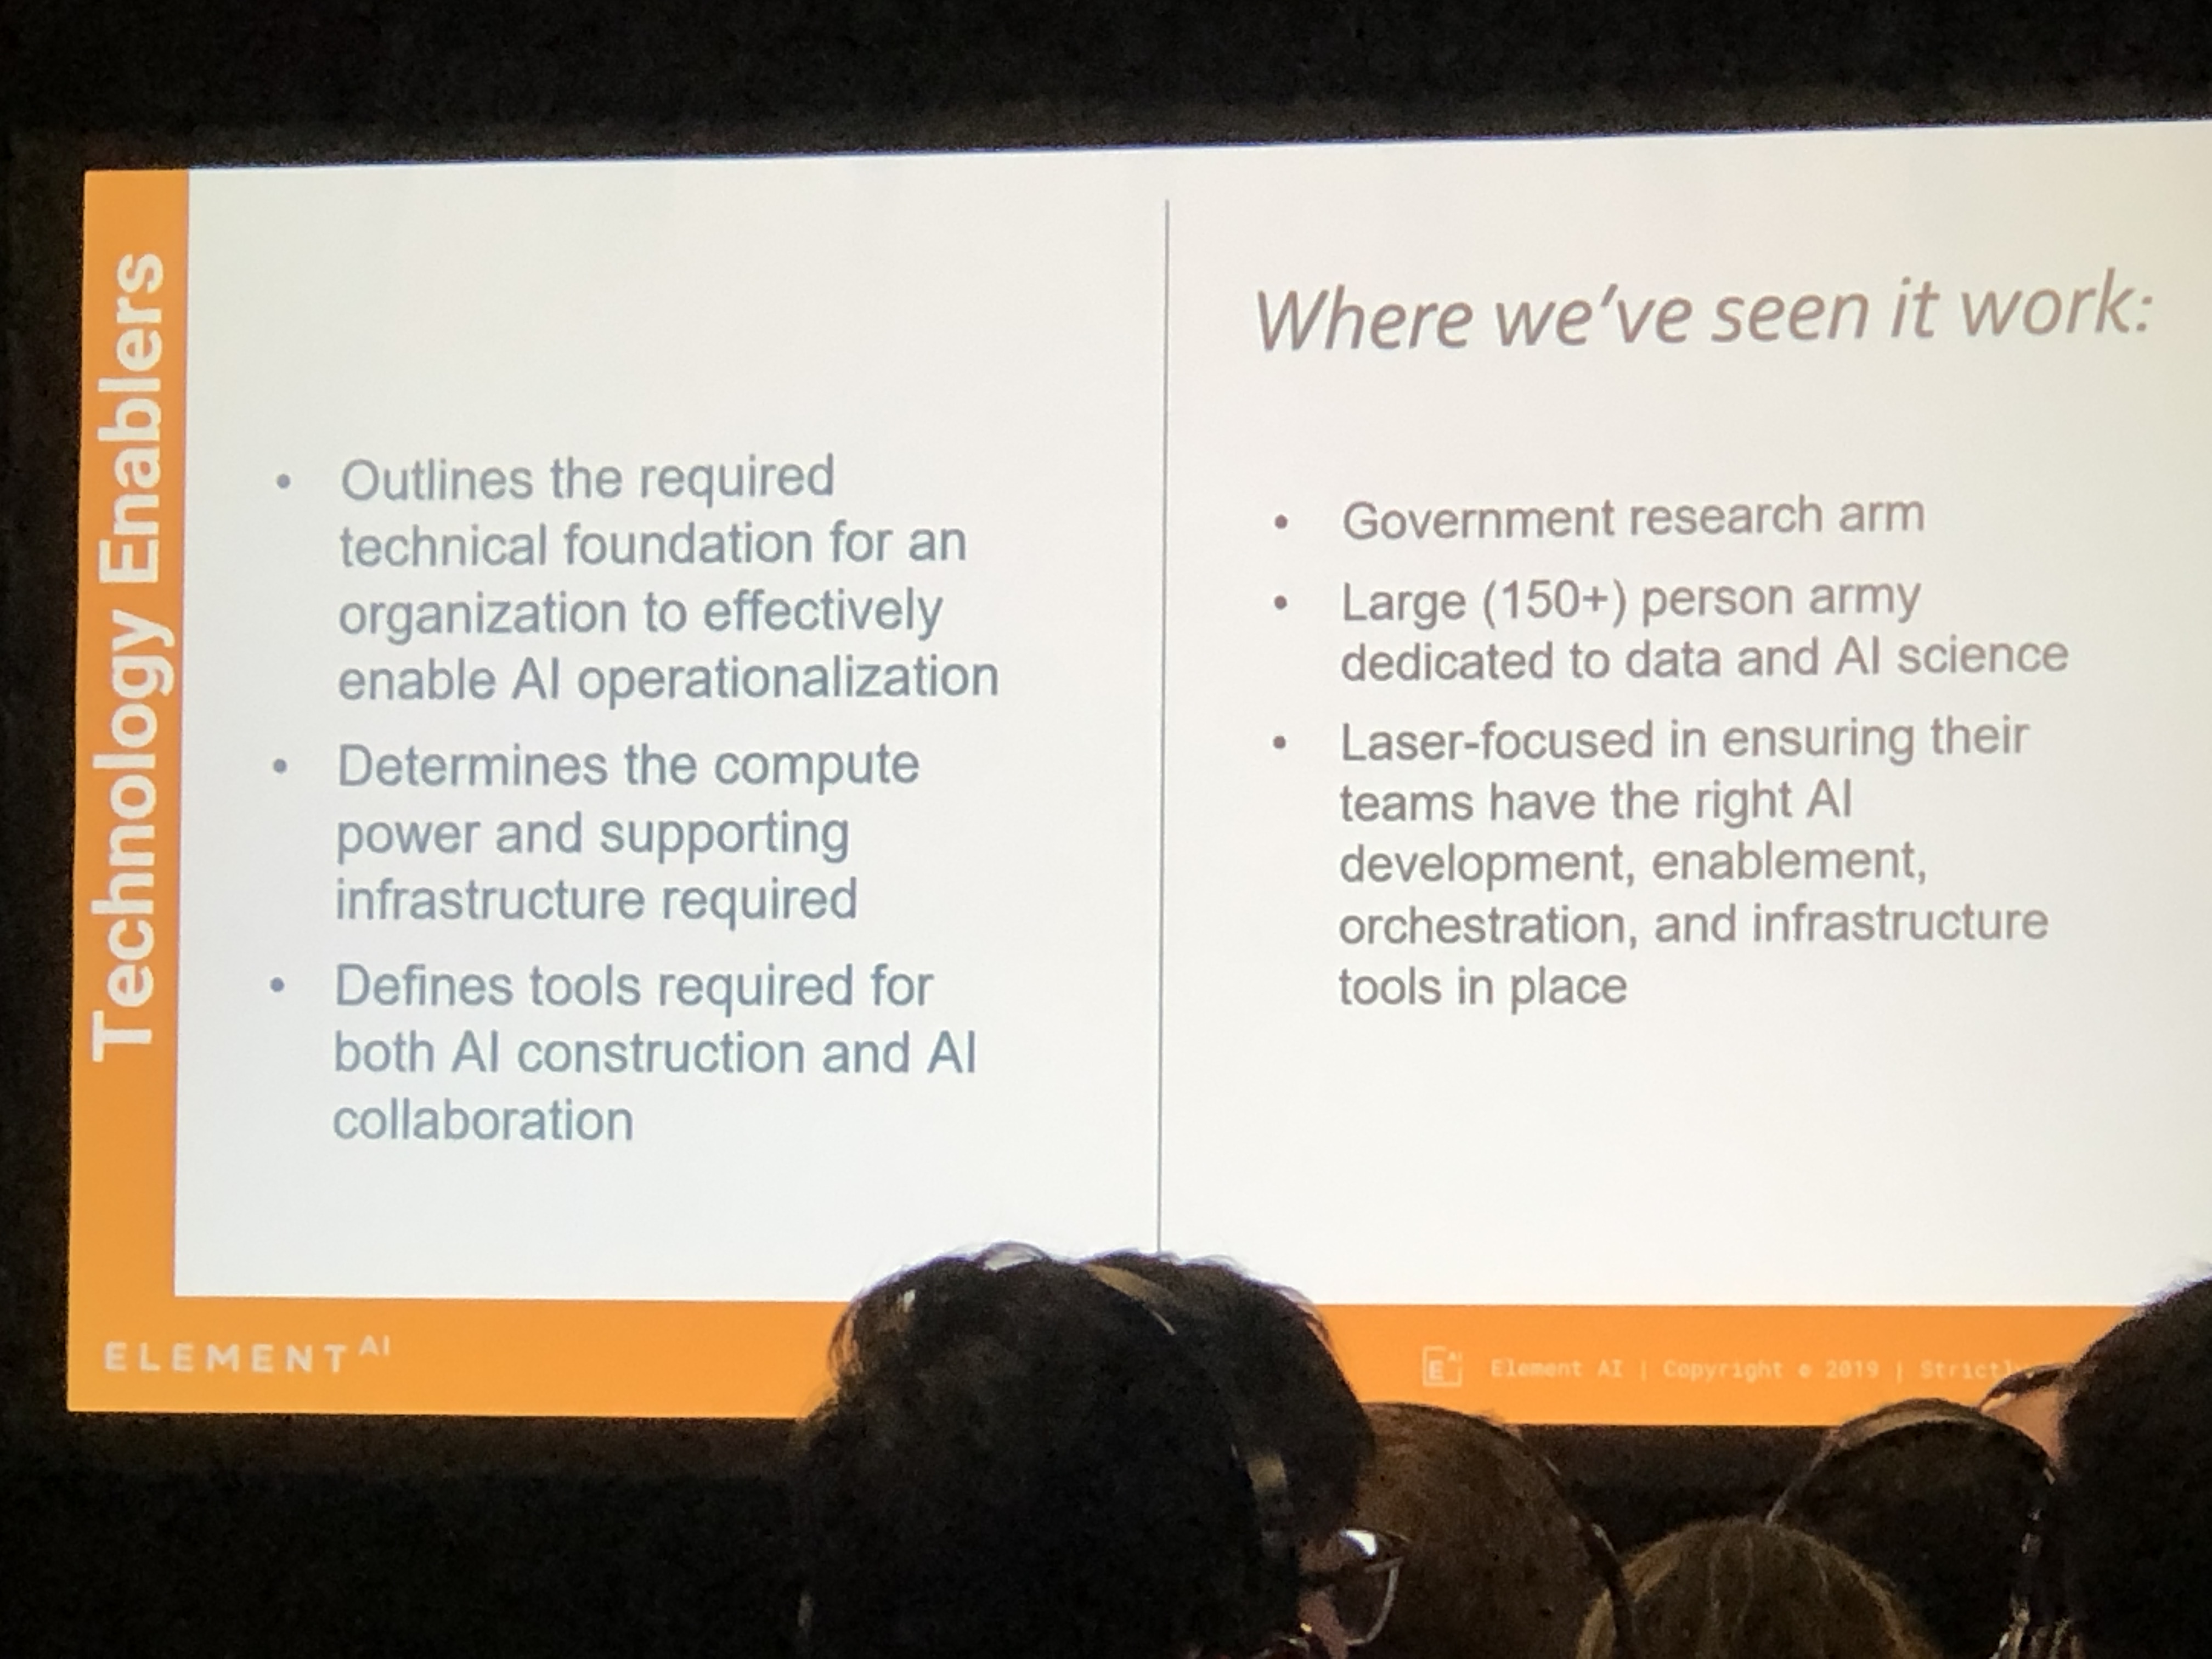 Technology Enablers
• Outlines the required
technical foundation for an
organization to effectively
enable AI operationalization
• Determines the compute
power and supporting
infrastructure required
• Defines tools required for
both AI construction and AI
collaboration
Where we've seen it work:
• Government research arm
• Large (150+) person army
dedicated to data and AI science
• Laser-focused in ensuring their
teams have the right AI
development, enablement,
orchestration, and infrastructure
tools in place
ELEMENT AI
E AI Element AI | Copyright © 2019 |